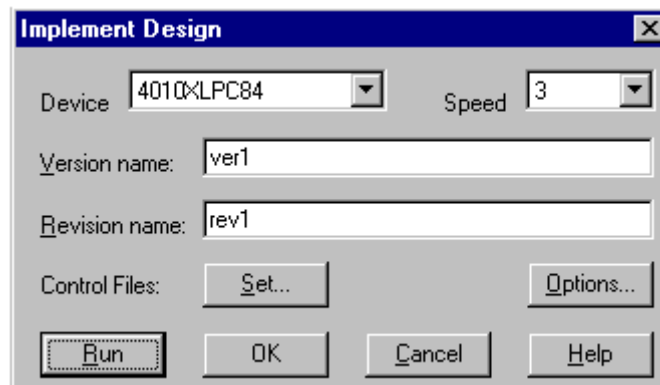 Implement Design
Device 4010XLPC84 Speed 3
Version name: ver1
Revision name: rev1
Control Files: Set... Options...
Run OK Cancel Help